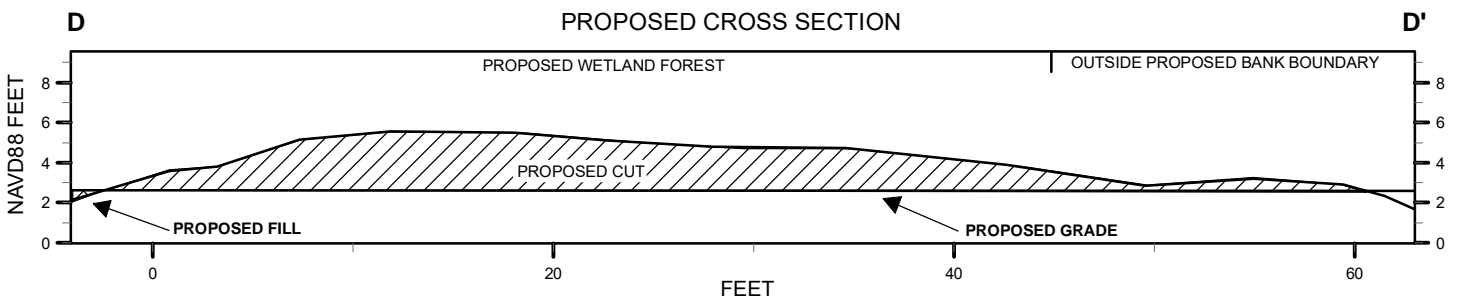 D PROPOSED CROSS SECTION D'
PROPOSED WETLAND FOREST OUTSIDE PROPOSED BANK BOUNDARY
NAVD88 FEET
8 8
6 6
4 4
PROPOSED CUT
2 2
PROPOSED FILL PROPOSED GRADE
0 0
0 20 40 60
FEET